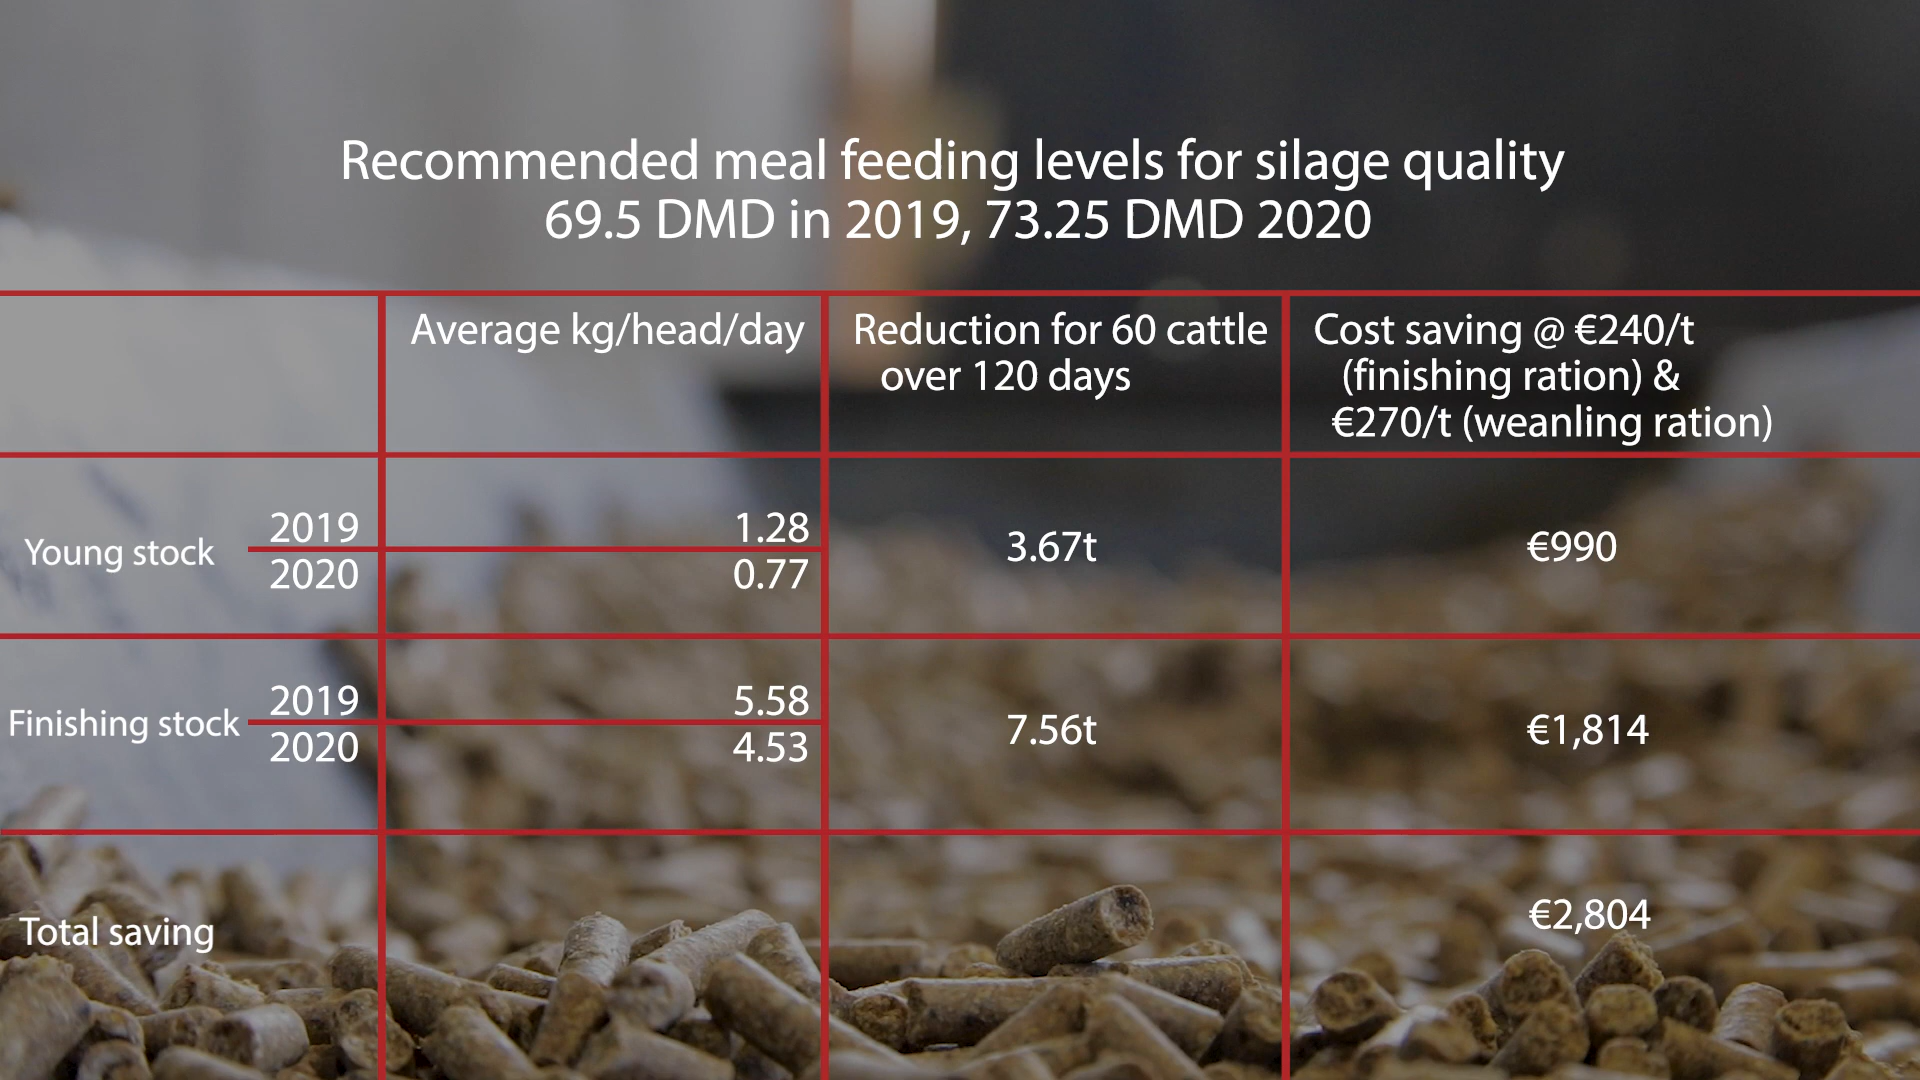 Recommended meal feeding levels for silage quality
69.5 DMD in 2019, 73.25 DMD 2020
Average kg/head/day
Reduction for 60 cattle
over 120 days
Cost saving @ €240/t
(finishing ration) &
€270/t (weanling ration)
Young stock
2019
1.28
2020
0.77
3.67t
€990
Finishing stock
2019
5.58
2020
4.53
7.56t
€1,814
Total saving
€2,804